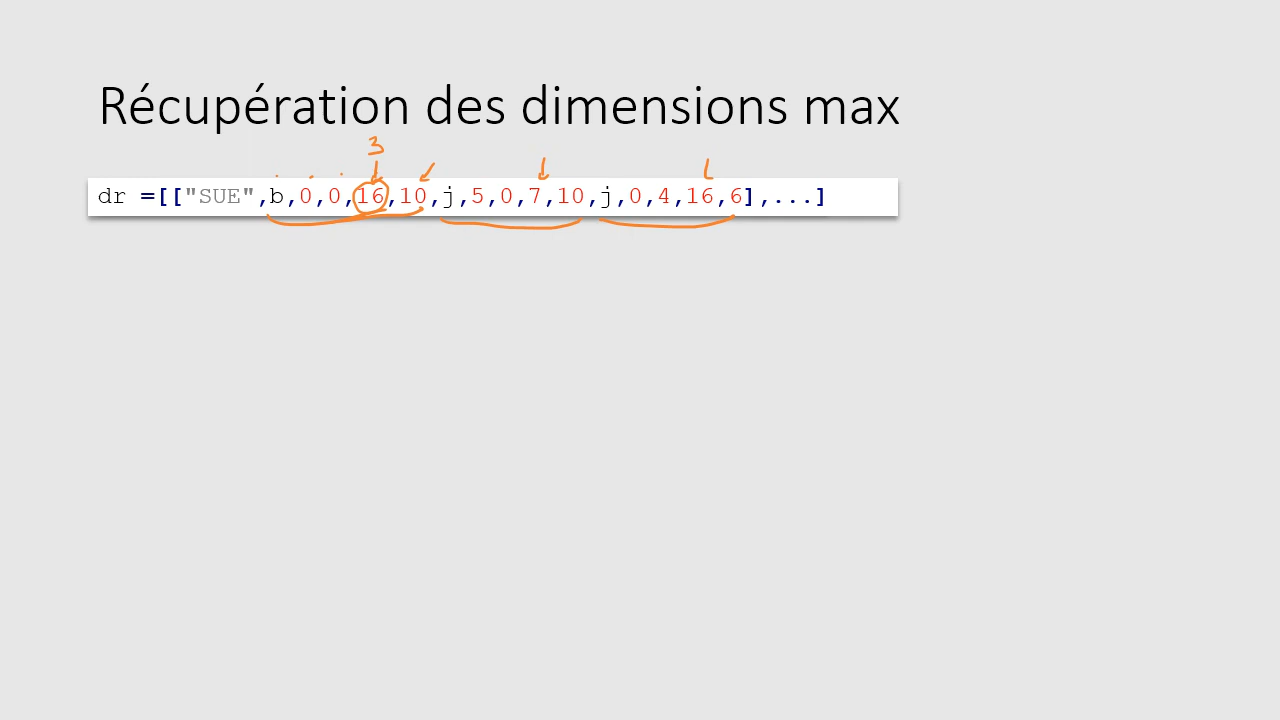 Récupération des dimensions max
3
dr =[["SUE",b,0,0,16,10,j,5,0,7,10,j,0,4,16,6],...]